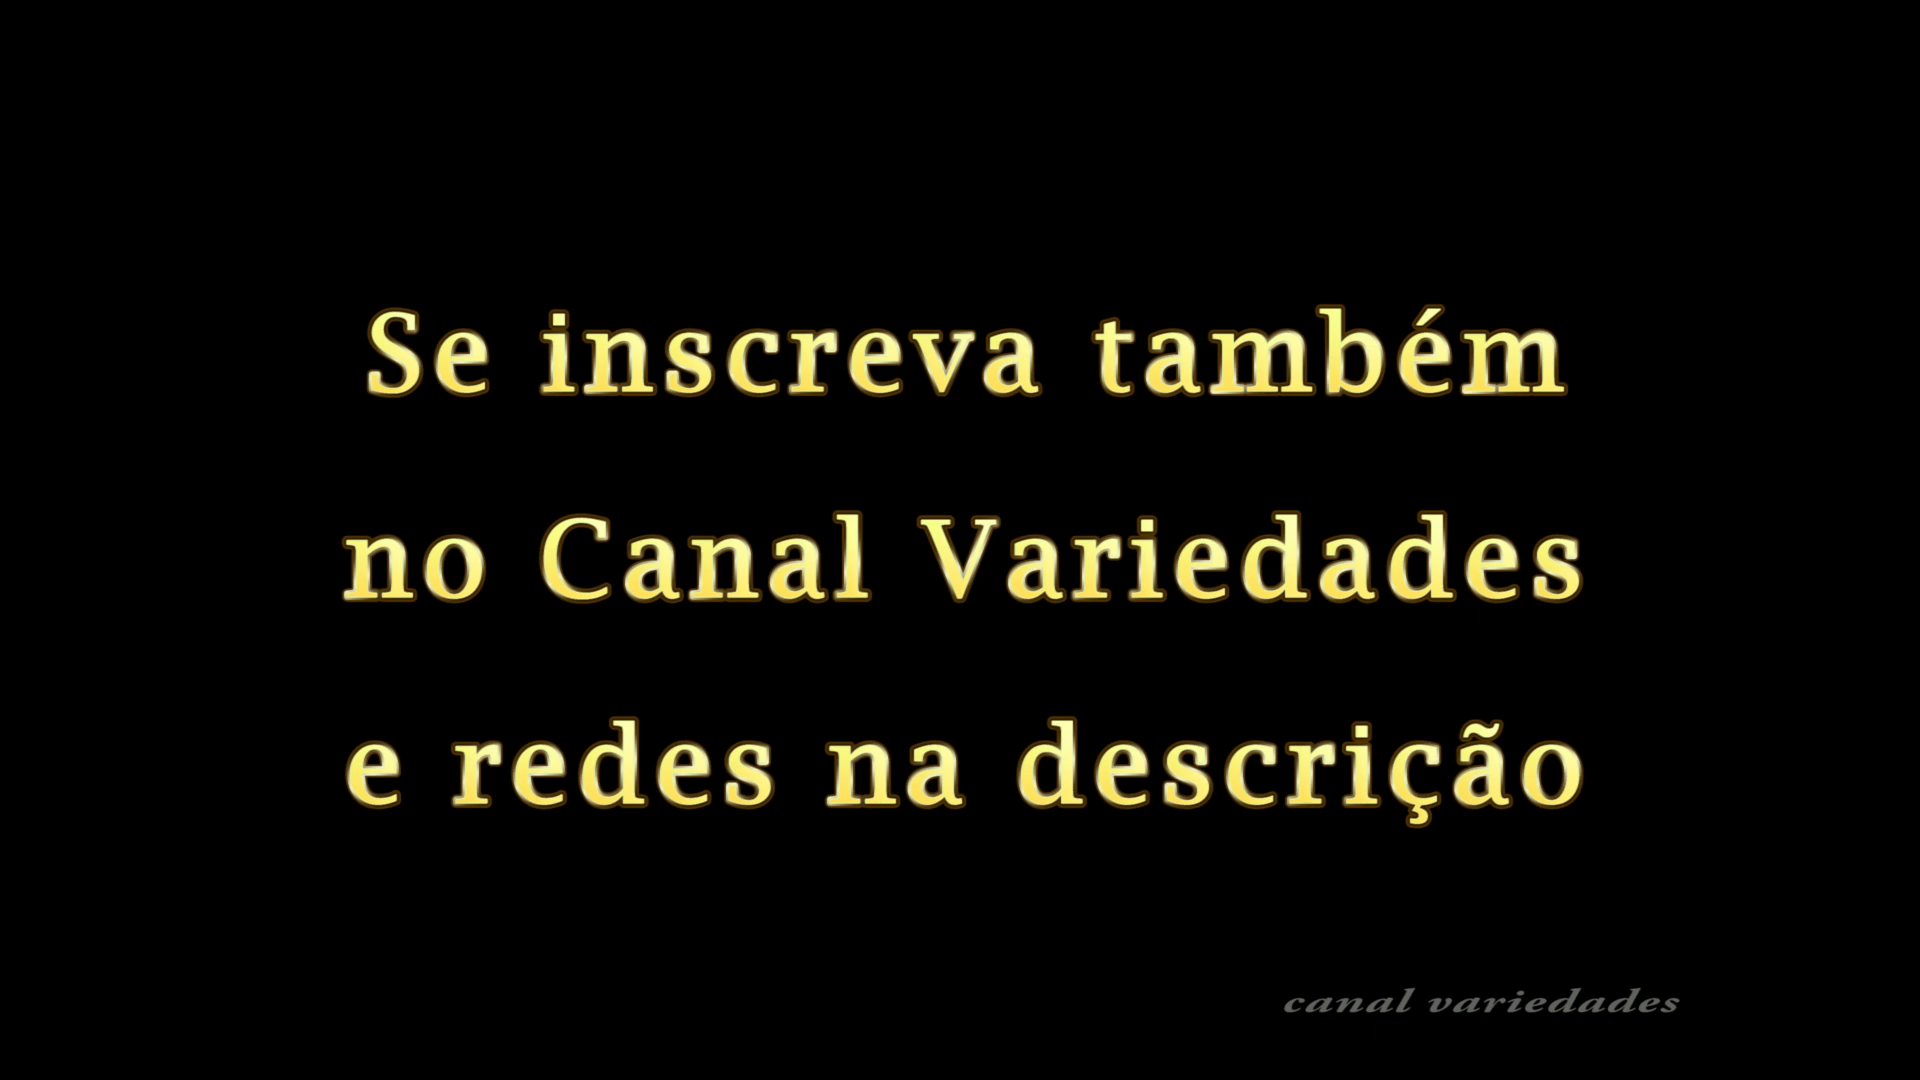 Se inscreva também
no Canal Variedades
e redes na descrição
canal variedades